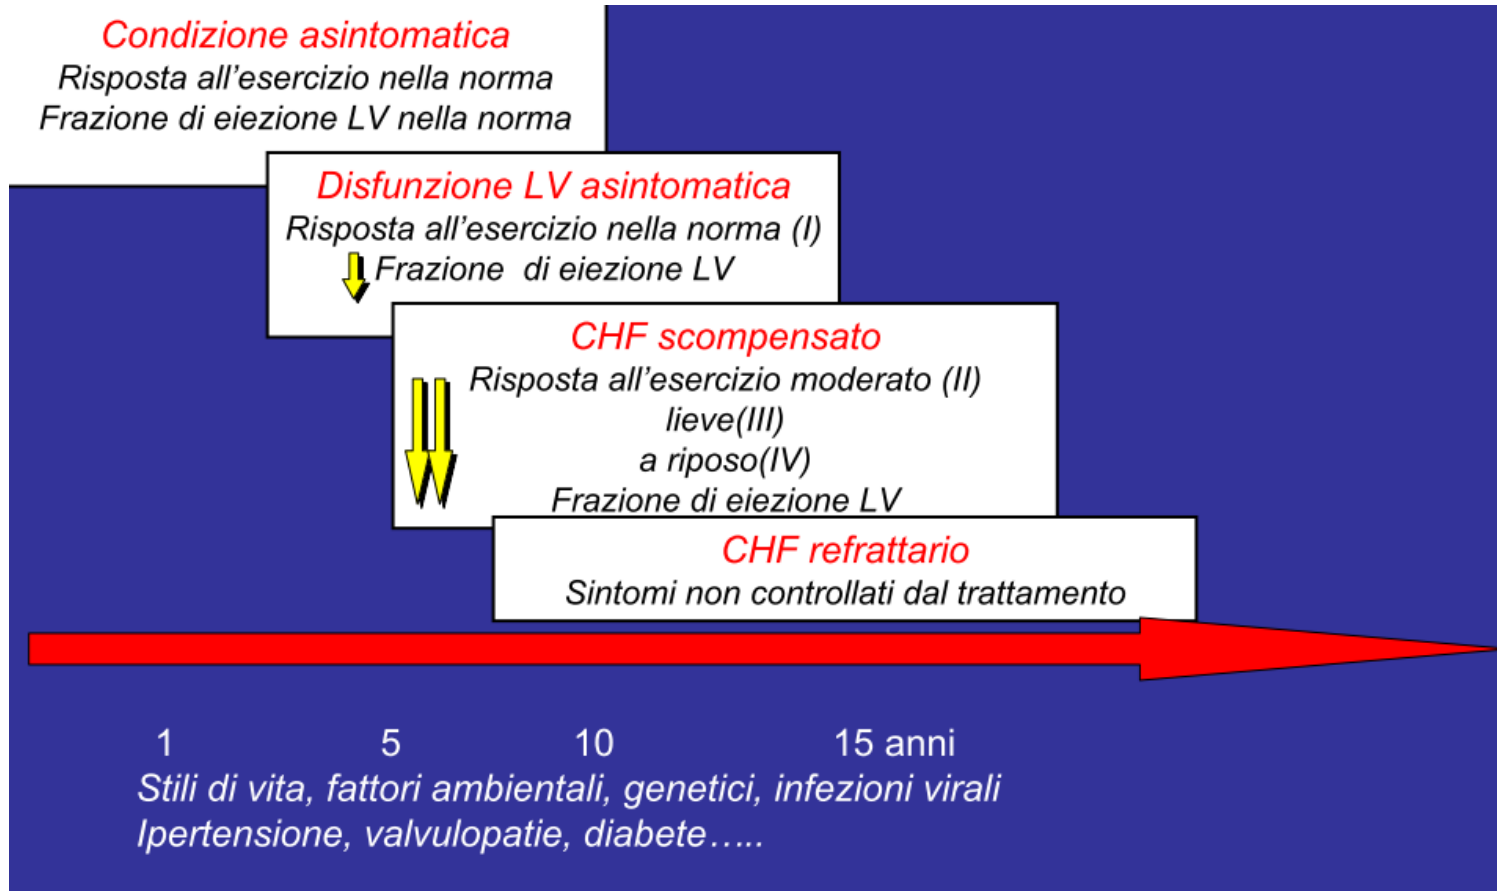 Condizione asintomatica
Risposta all’esercizio nella norma
Frazione di eiezione LV nella norma
Disfunzione LV asintomatica
Risposta all’esercizio nella norma (I)
Frazione di eiezione LV
CHF scompensato
Risposta all’esercizio moderato (II)
lieve(III)
a riposo(IV)
Frazione di eiezione LV
CHF refrattario
Sintomi non controllati dal trattamento
1 5 10 15 anni
Stili di vita, fattori ambientali, genetici, infezioni virali
Ipertensione, valvulopatie, diabete…..